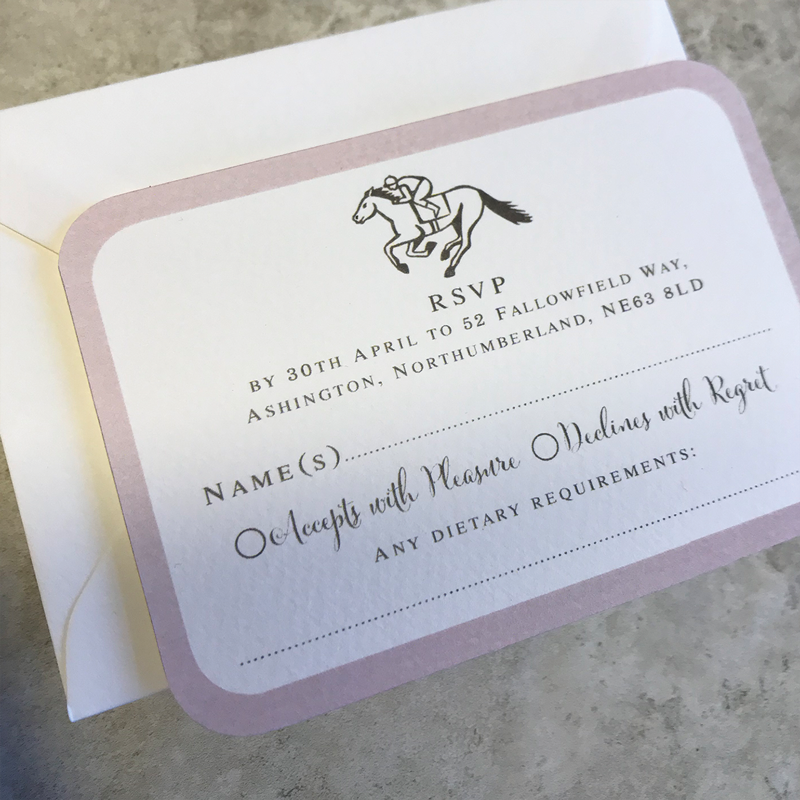 RSVP
BY 30TH APRIL TO 52 FALLOWFIELD WAY,
ASHINGTON, NORTHUMBERLAND, NE63 8LD
NAME(S)
Accepts with Pleasure Declines with Regret
ANY DIETARY REQUIREMENTS: